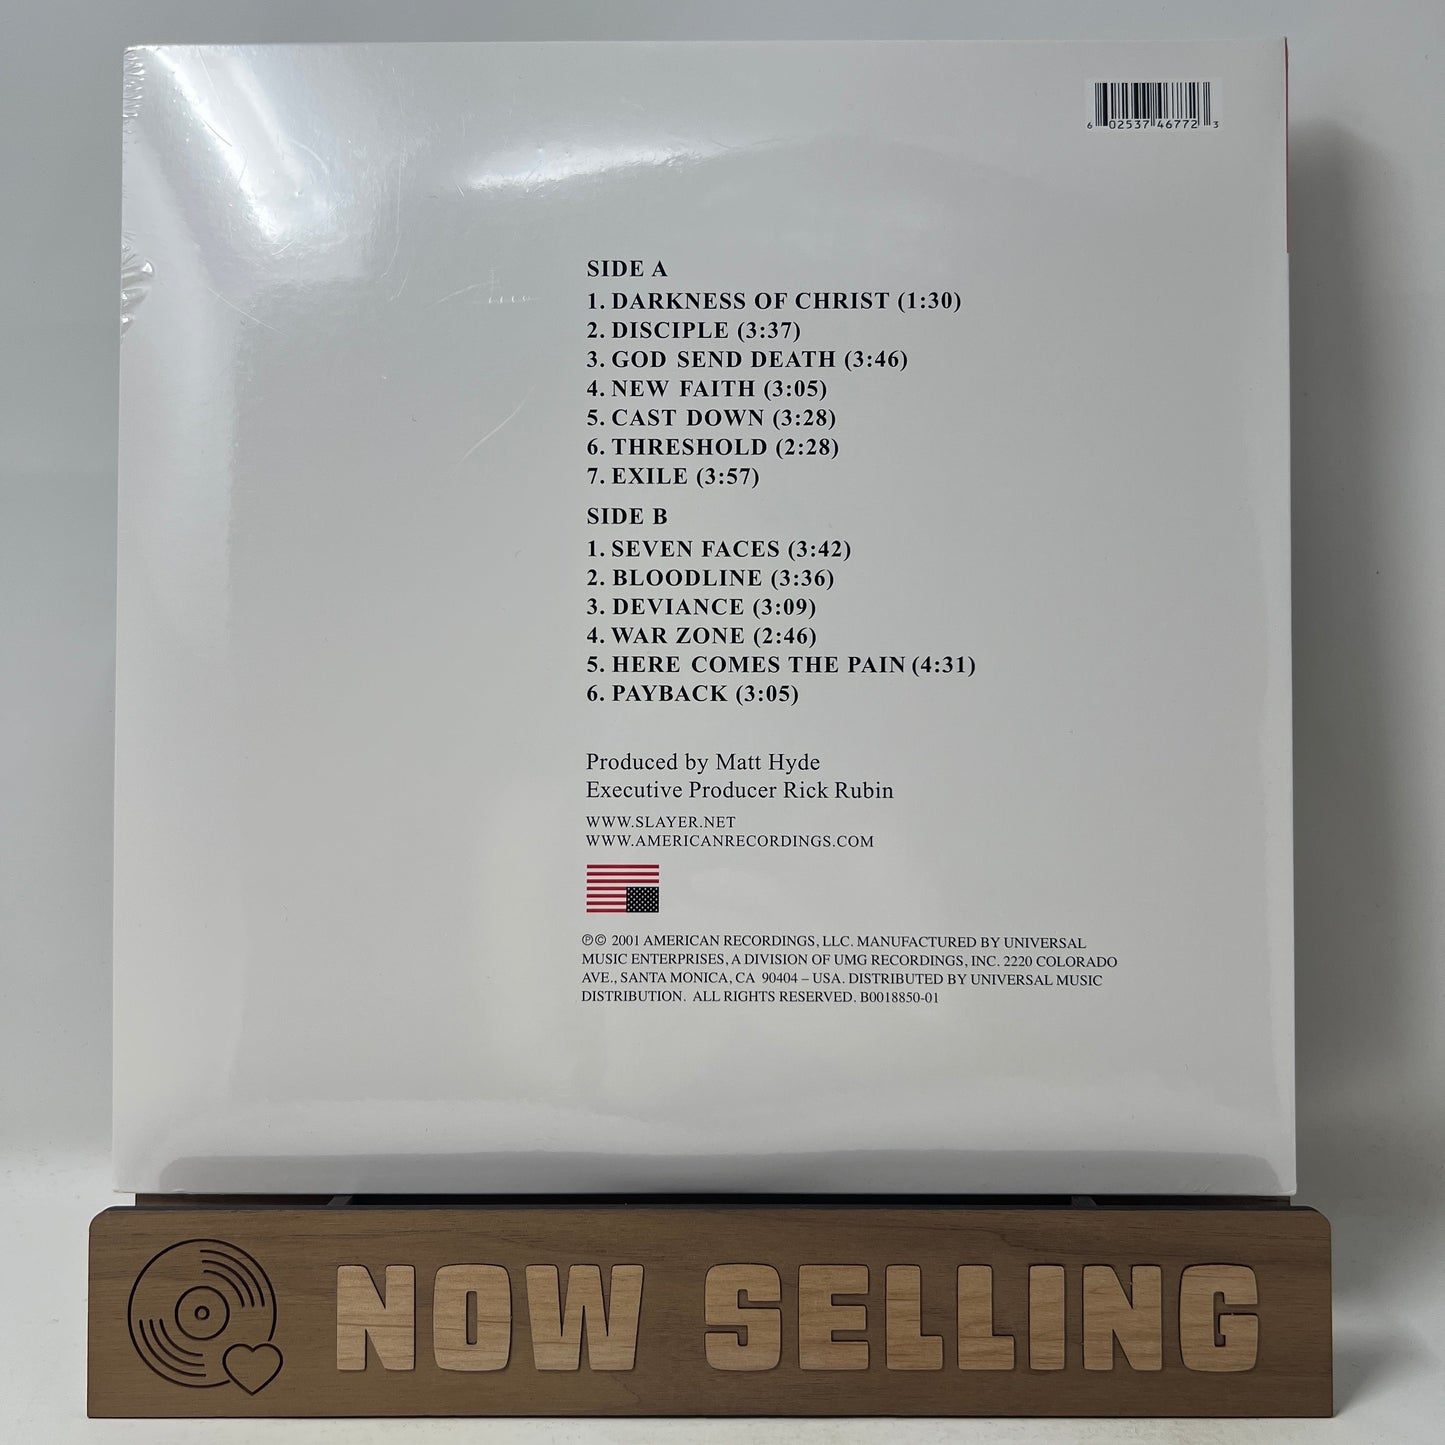 6 02537 46772 3
SIDE A
1. DARKNESS OF CHRIST (1:30)
2. DISCIPLE (3:37)
3. GOD SEND DEATH (3:46)
4. NEW FAITH (3:05)
5. CAST DOWN (3:28)
6. THRESHOLD (2:28)
7. EXILE (3:57)
SIDE B
1. SEVEN FACES (3:42)
2. BLOODLINE (3:36)
3. DEVIANCE (3:09)
4. WAR ZONE (2:46)
5. HERE COMES THE PAIN (4:31)
6. PAYBACK (3:05)
Produced by Matt Hyde
Executive Producer Rick Rubin
WWW.SLAYER.NET
WWW.AMERICANRECORDINGS.COM
℗© 2001 AMERICAN RECORDINGS, LLC. MANUFACTURED BY UNIVERSAL
MUSIC ENTERPRISES, A DIVISION OF UMG RECORDINGS, INC. 2220 COLORADO
AVE., SANTA MONICA, CA 90404 – USA. DISTRIBUTED BY UNIVERSAL MUSIC
DISTRIBUTION. ALL RIGHTS RESERVED. B0018850-01
NOW SELLING